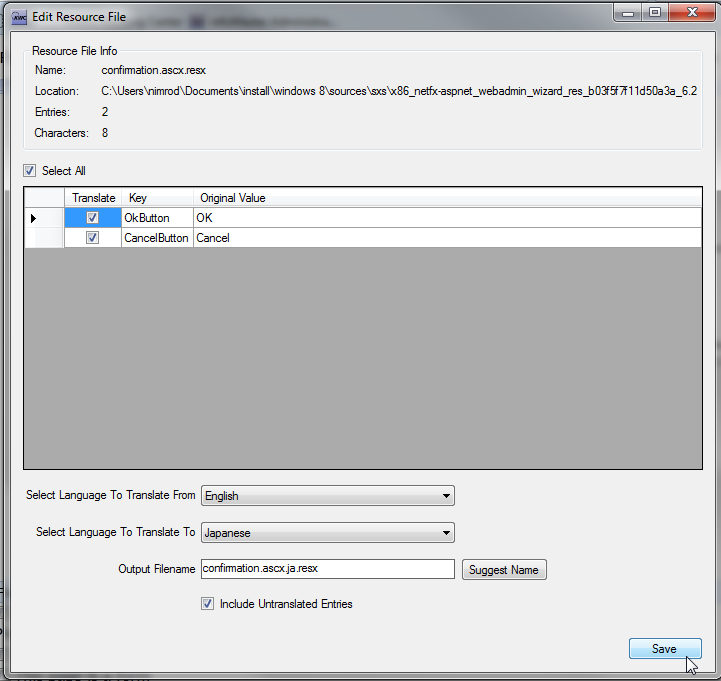 KWC Edit Resource File
Resource File Info
Name: confirmation.ascx.resx
Location: C:\Users\nimrod\Documents\install\windows 8\sources\sxs\x86_netfx-aspnet_webadmin_wizard_res_b03f5f7f11d50a3a_6.2
Entries: 2
Characters: 8
Select All
Translate Key Original Value
OkButton OK
CancelButton Cancel
Select Language To Translate From English
Select Language To Translate To Japanese
Output Filename confirmation.ascx.ja.resx Suggest Name
Include Untranslated Entries
Save